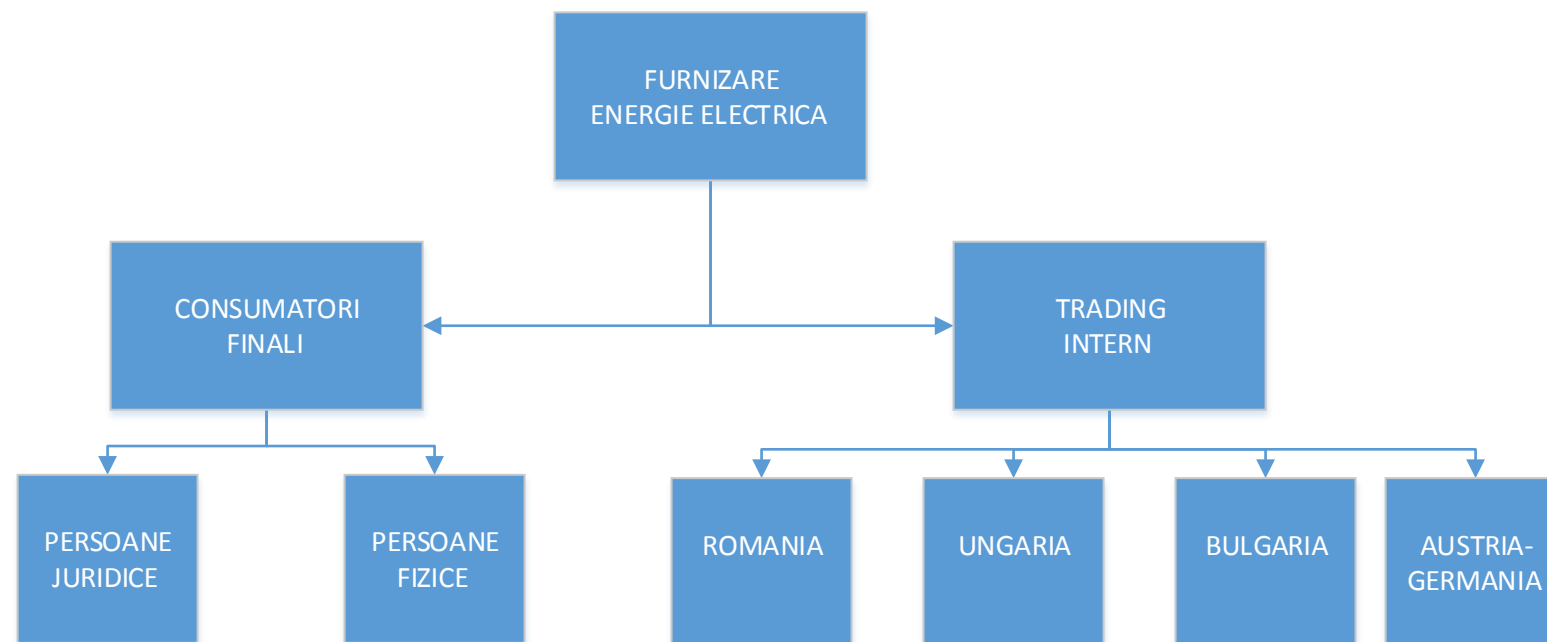 FURNIZARE
ENERGIE ELECTRICA
CONSUMATORI
FINALI
TRADING
INTERN
PERSOANE
JURIDICE
PERSOANE
FIZICE
ROMANIA
UNGARIA
BULGARIA
AUSTRIA-
GERMANIA